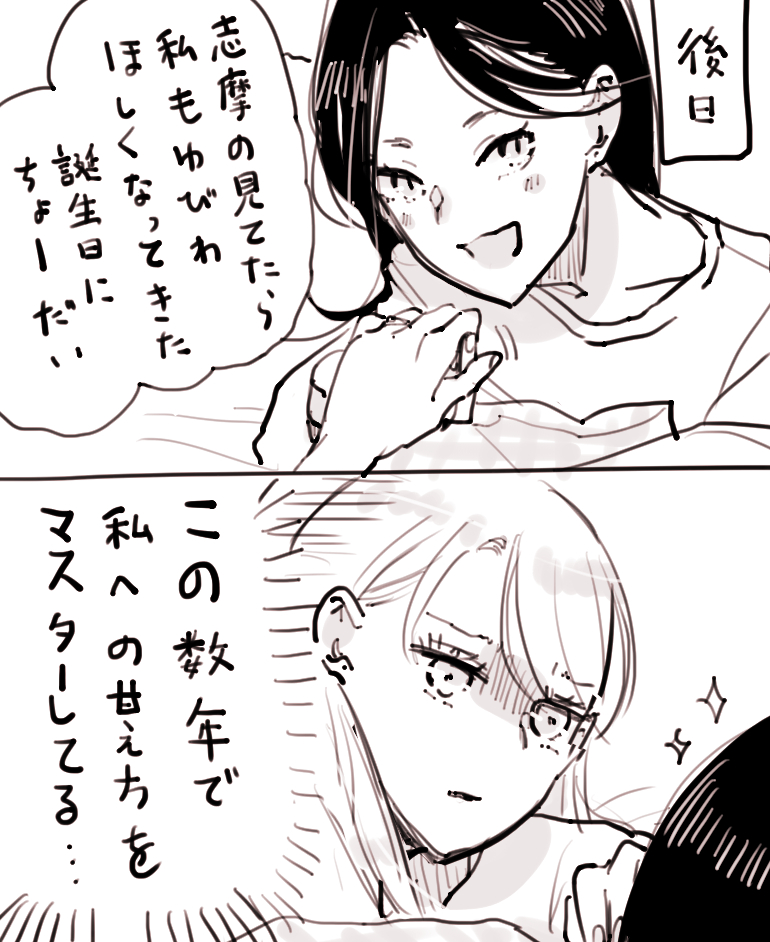 後日
志摩の見てたら
私もゆびわ
ほしくなってきた
誕生日に
ちょーだい
この数年で
私への甘え方を
マスターしてる…